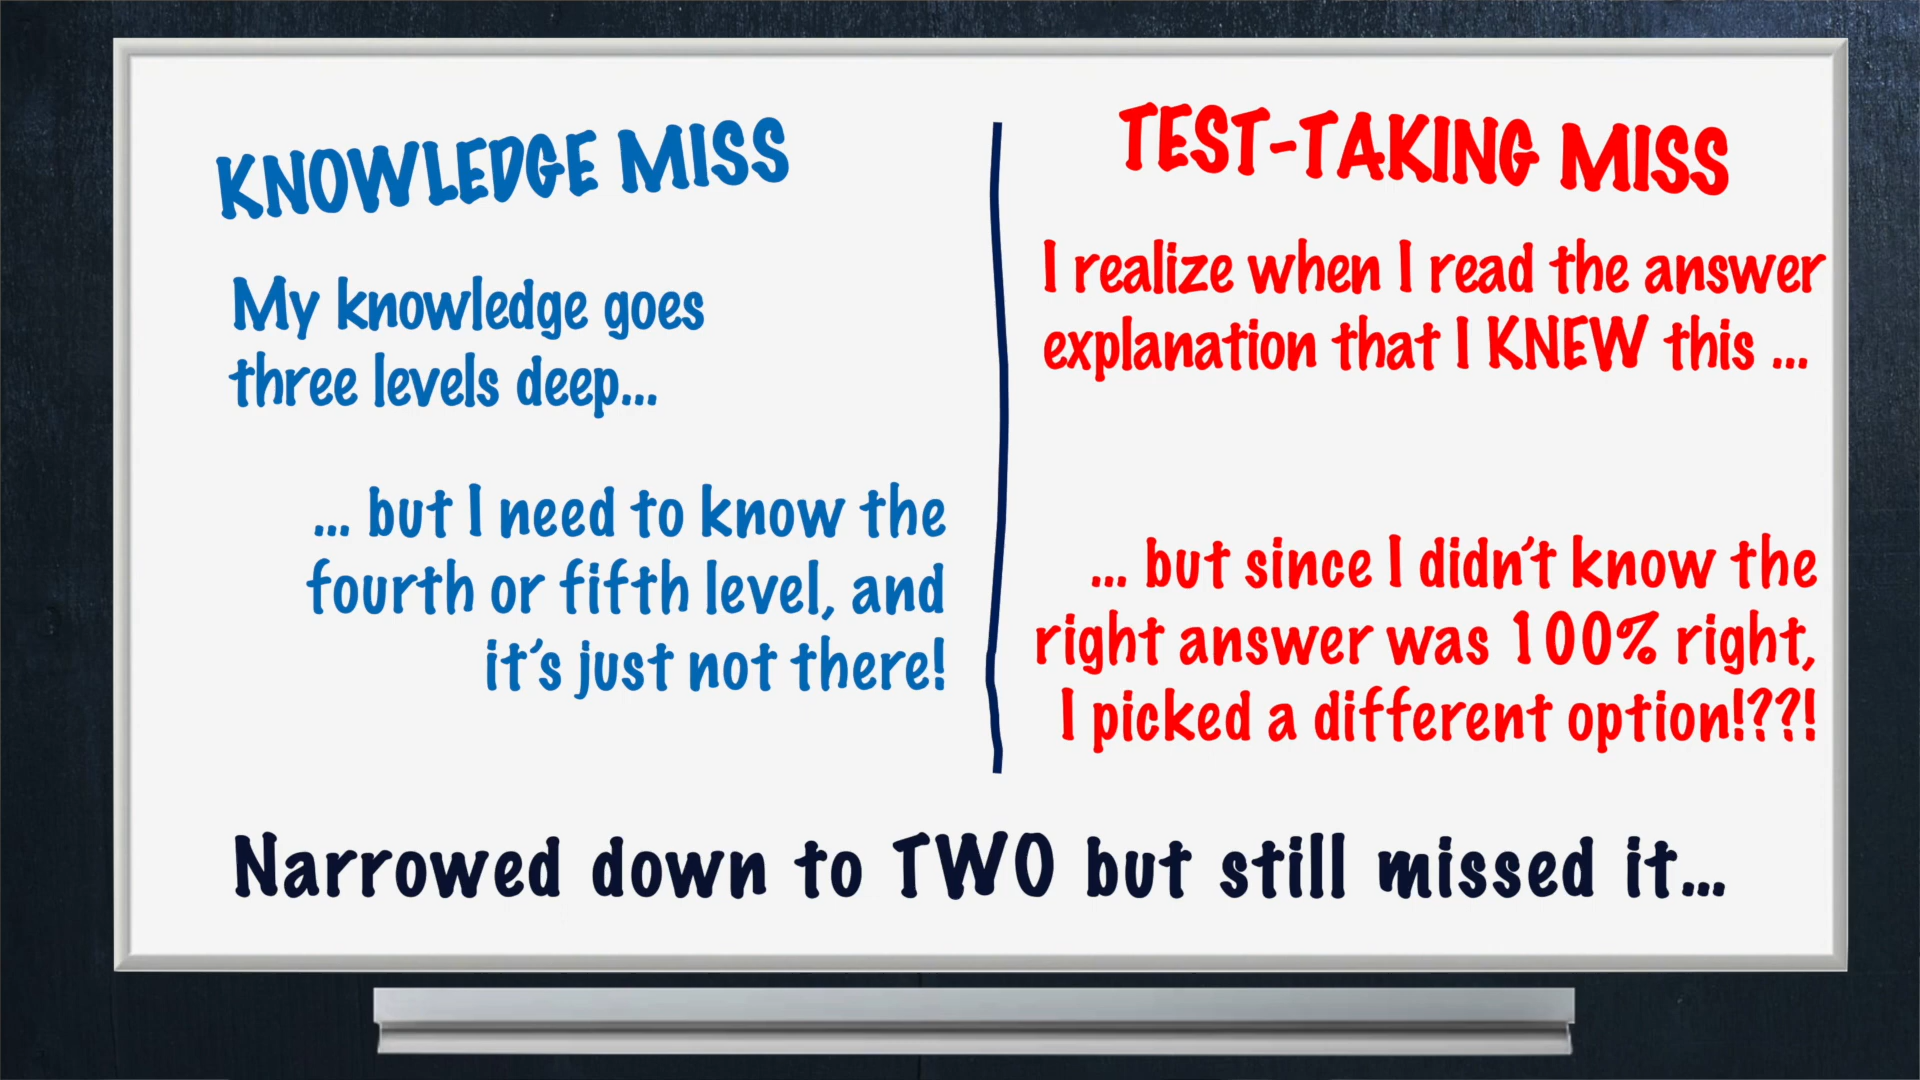 KNOWLEDGE MISS
My knowledge goes
three levels deep...
... but I need to know the
fourth or fifth level, and
it's just not there!
TEST-TAKING MISS
I realize when I read the answer
explanation that I KNEW this ...
... but since I didn't know the
right answer was 100% right,
I picked a different option!??!
Narrowed down to TWO but still missed it...